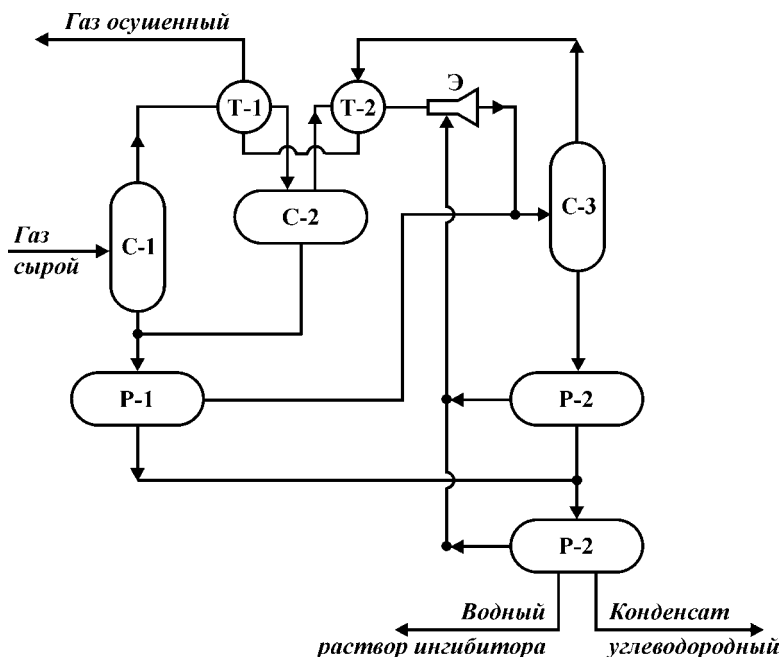 Газ осушенный
Э
Т-1
Т-2
С-1
С-2
С-3
Газ
сырой
Р-1
Р-2
Р-2
Водный
раствор ингибитора
Конденсат
углеводородный